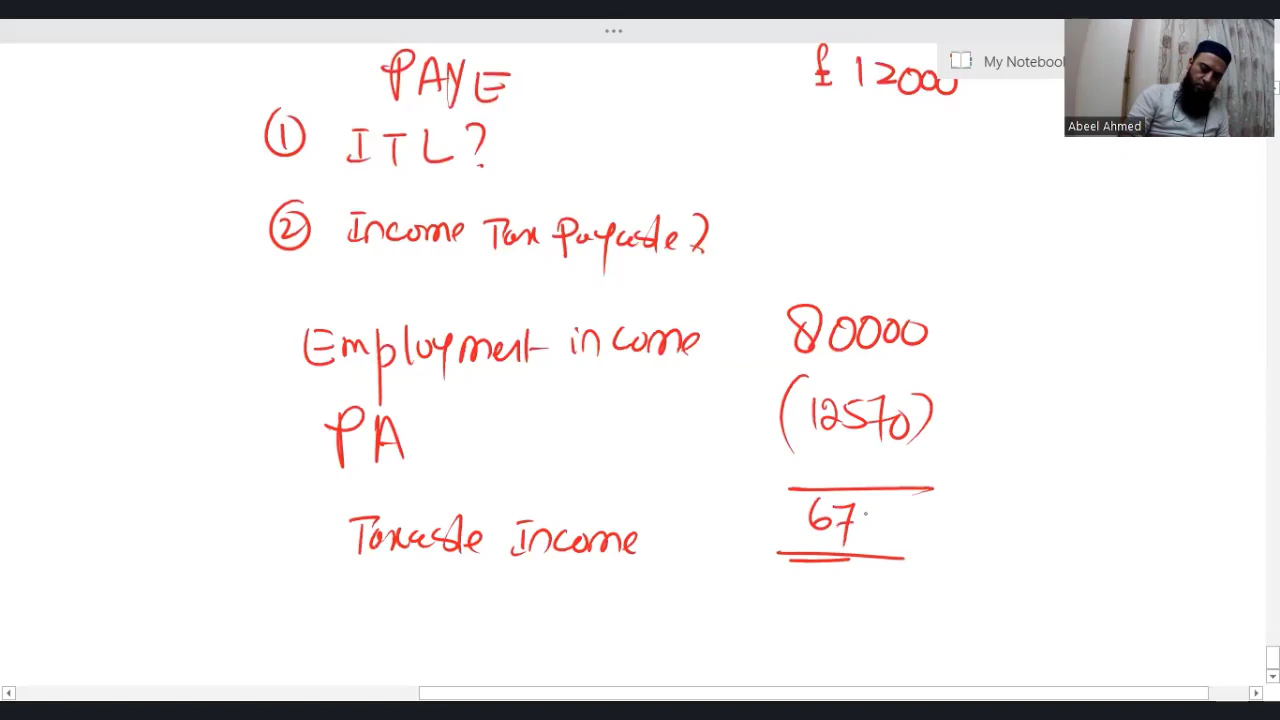 PAYE £ 12000
My Notebook
Abeel Ahmed
① ITL?
② Income Tax Payable?
Employment income 80000
PA (12570)
Taxable Income 67